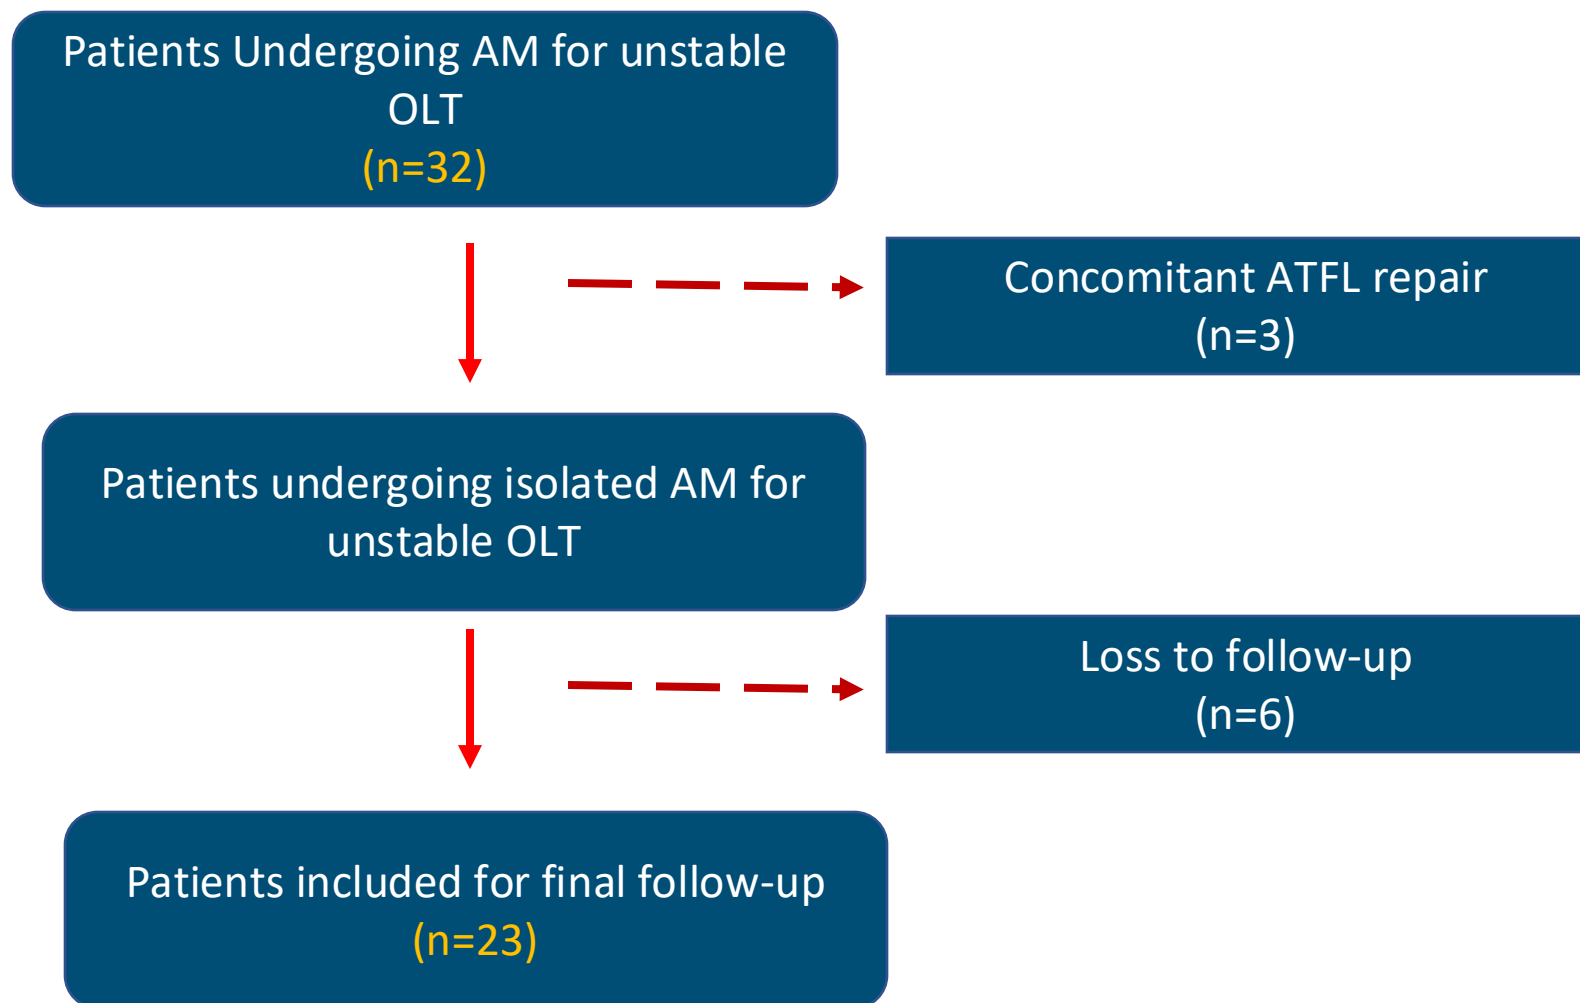 Patients Undergoing AM for unstable
OLT
(n=32)
Concomitant ATFL repair
(n=3)
Patients undergoing isolated AM for
unstable OLT
Loss to follow-up
(n=6)
Patients included for final follow-up
(n=23)